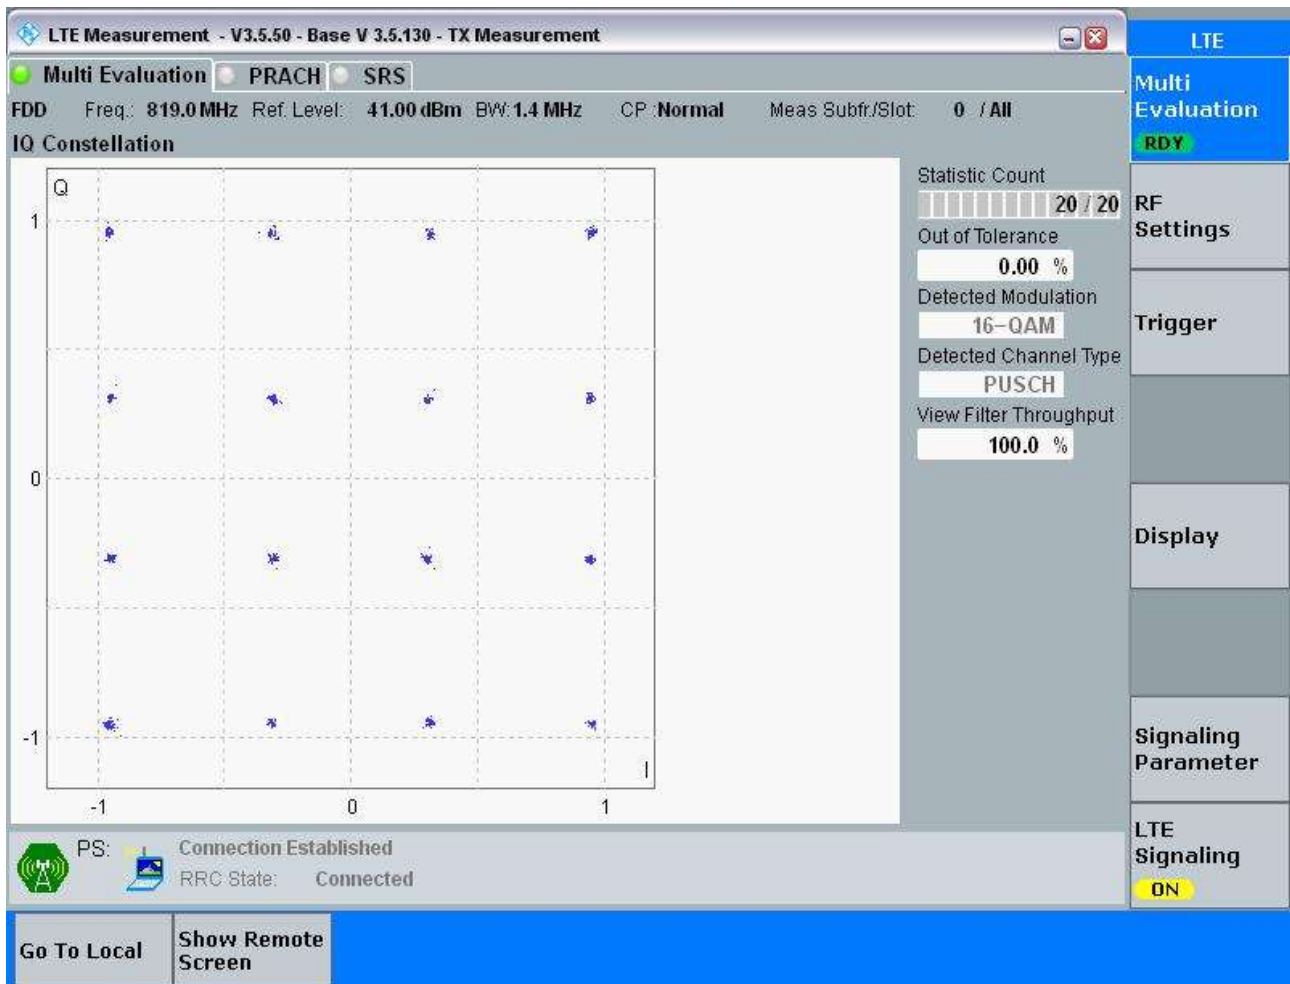 LTE Measurement - V3.5.50 - Base V 3.5.130 - TX Measurement
Multi Evaluation PRACH SRS
FDD Freq.: 819.0 MHz Ref. Level: 41.00 dBm BW: 1.4 MHz CP : Normal Meas Subfr./Slot: 0 / All
IQ Constellation
Q
1
0
-1
I
-1 0 1
Statistic Count
20 / 20
Out of Tolerance
0.00 %
Detected Modulation
16-QAM
Detected Channel Type
PUSCH
View Filter Throughput
100.0 %
PS: Connection Established
RRC State: Connected
LTE
Multi
Evaluation
RDY
RF
Settings
Trigger
Display
Signaling
Parameter
LTE
Signaling
ON
Go To Local
Show Remote
Screen